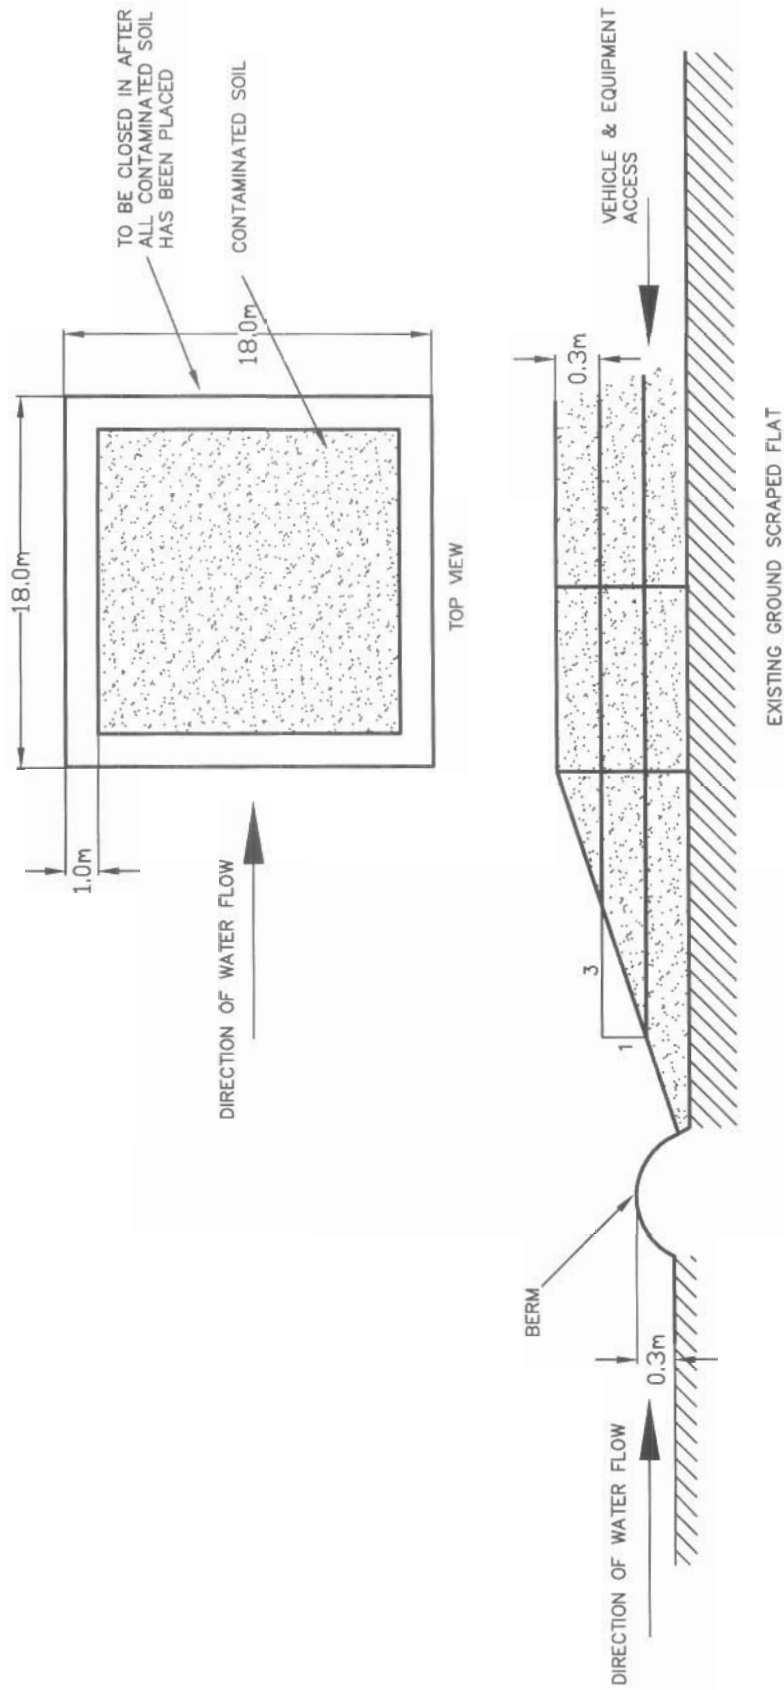 18.0m
TO BE CLOSED IN AFTER
ALL CONTAMINATED SOIL
HAS BEEN PLACED
1.0m
18.0m
CONTAMINATED SOIL
DIRECTION OF WATER FLOW
TOP VIEW
BERM
DIRECTION OF WATER FLOW
0.3m
3
1
0.3m
VEHICLE & EQUIPMENT
ACCESS
EXISTING GROUND SCRAPED FLAT